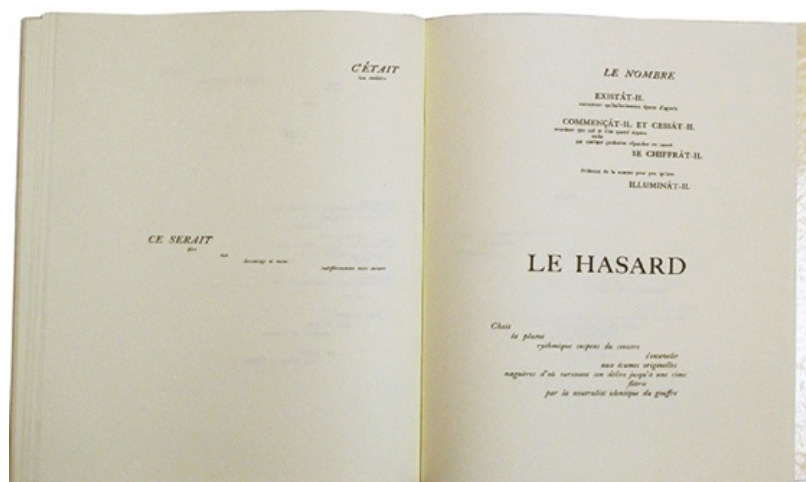 C'ÉTAIT
issu stellaire
CE SERAIT
pire
non
davantage ni moins
indifféremment mais autant
LE NOMBRE
EXISTÂT-IL
autrement qu'hallucination éparse d'agonie
COMMENÇÂT-IL ET CESSÂT-IL
sourdant que nié et clos quand apparu
enfin
par quelque profusion répandue en rareté
SE CHIFFRÂT-IL
évidence de la somme pour peu qu'une
ILLUMINÂT-IL
LE HASARD
Choit
la plume
rythmique suspens du sinistre
s'ensevelir
aux écumes originelles
naguères d'où sursauta son délire jusqu'à une cime
flétrie
par la neutralité identique du gouffre